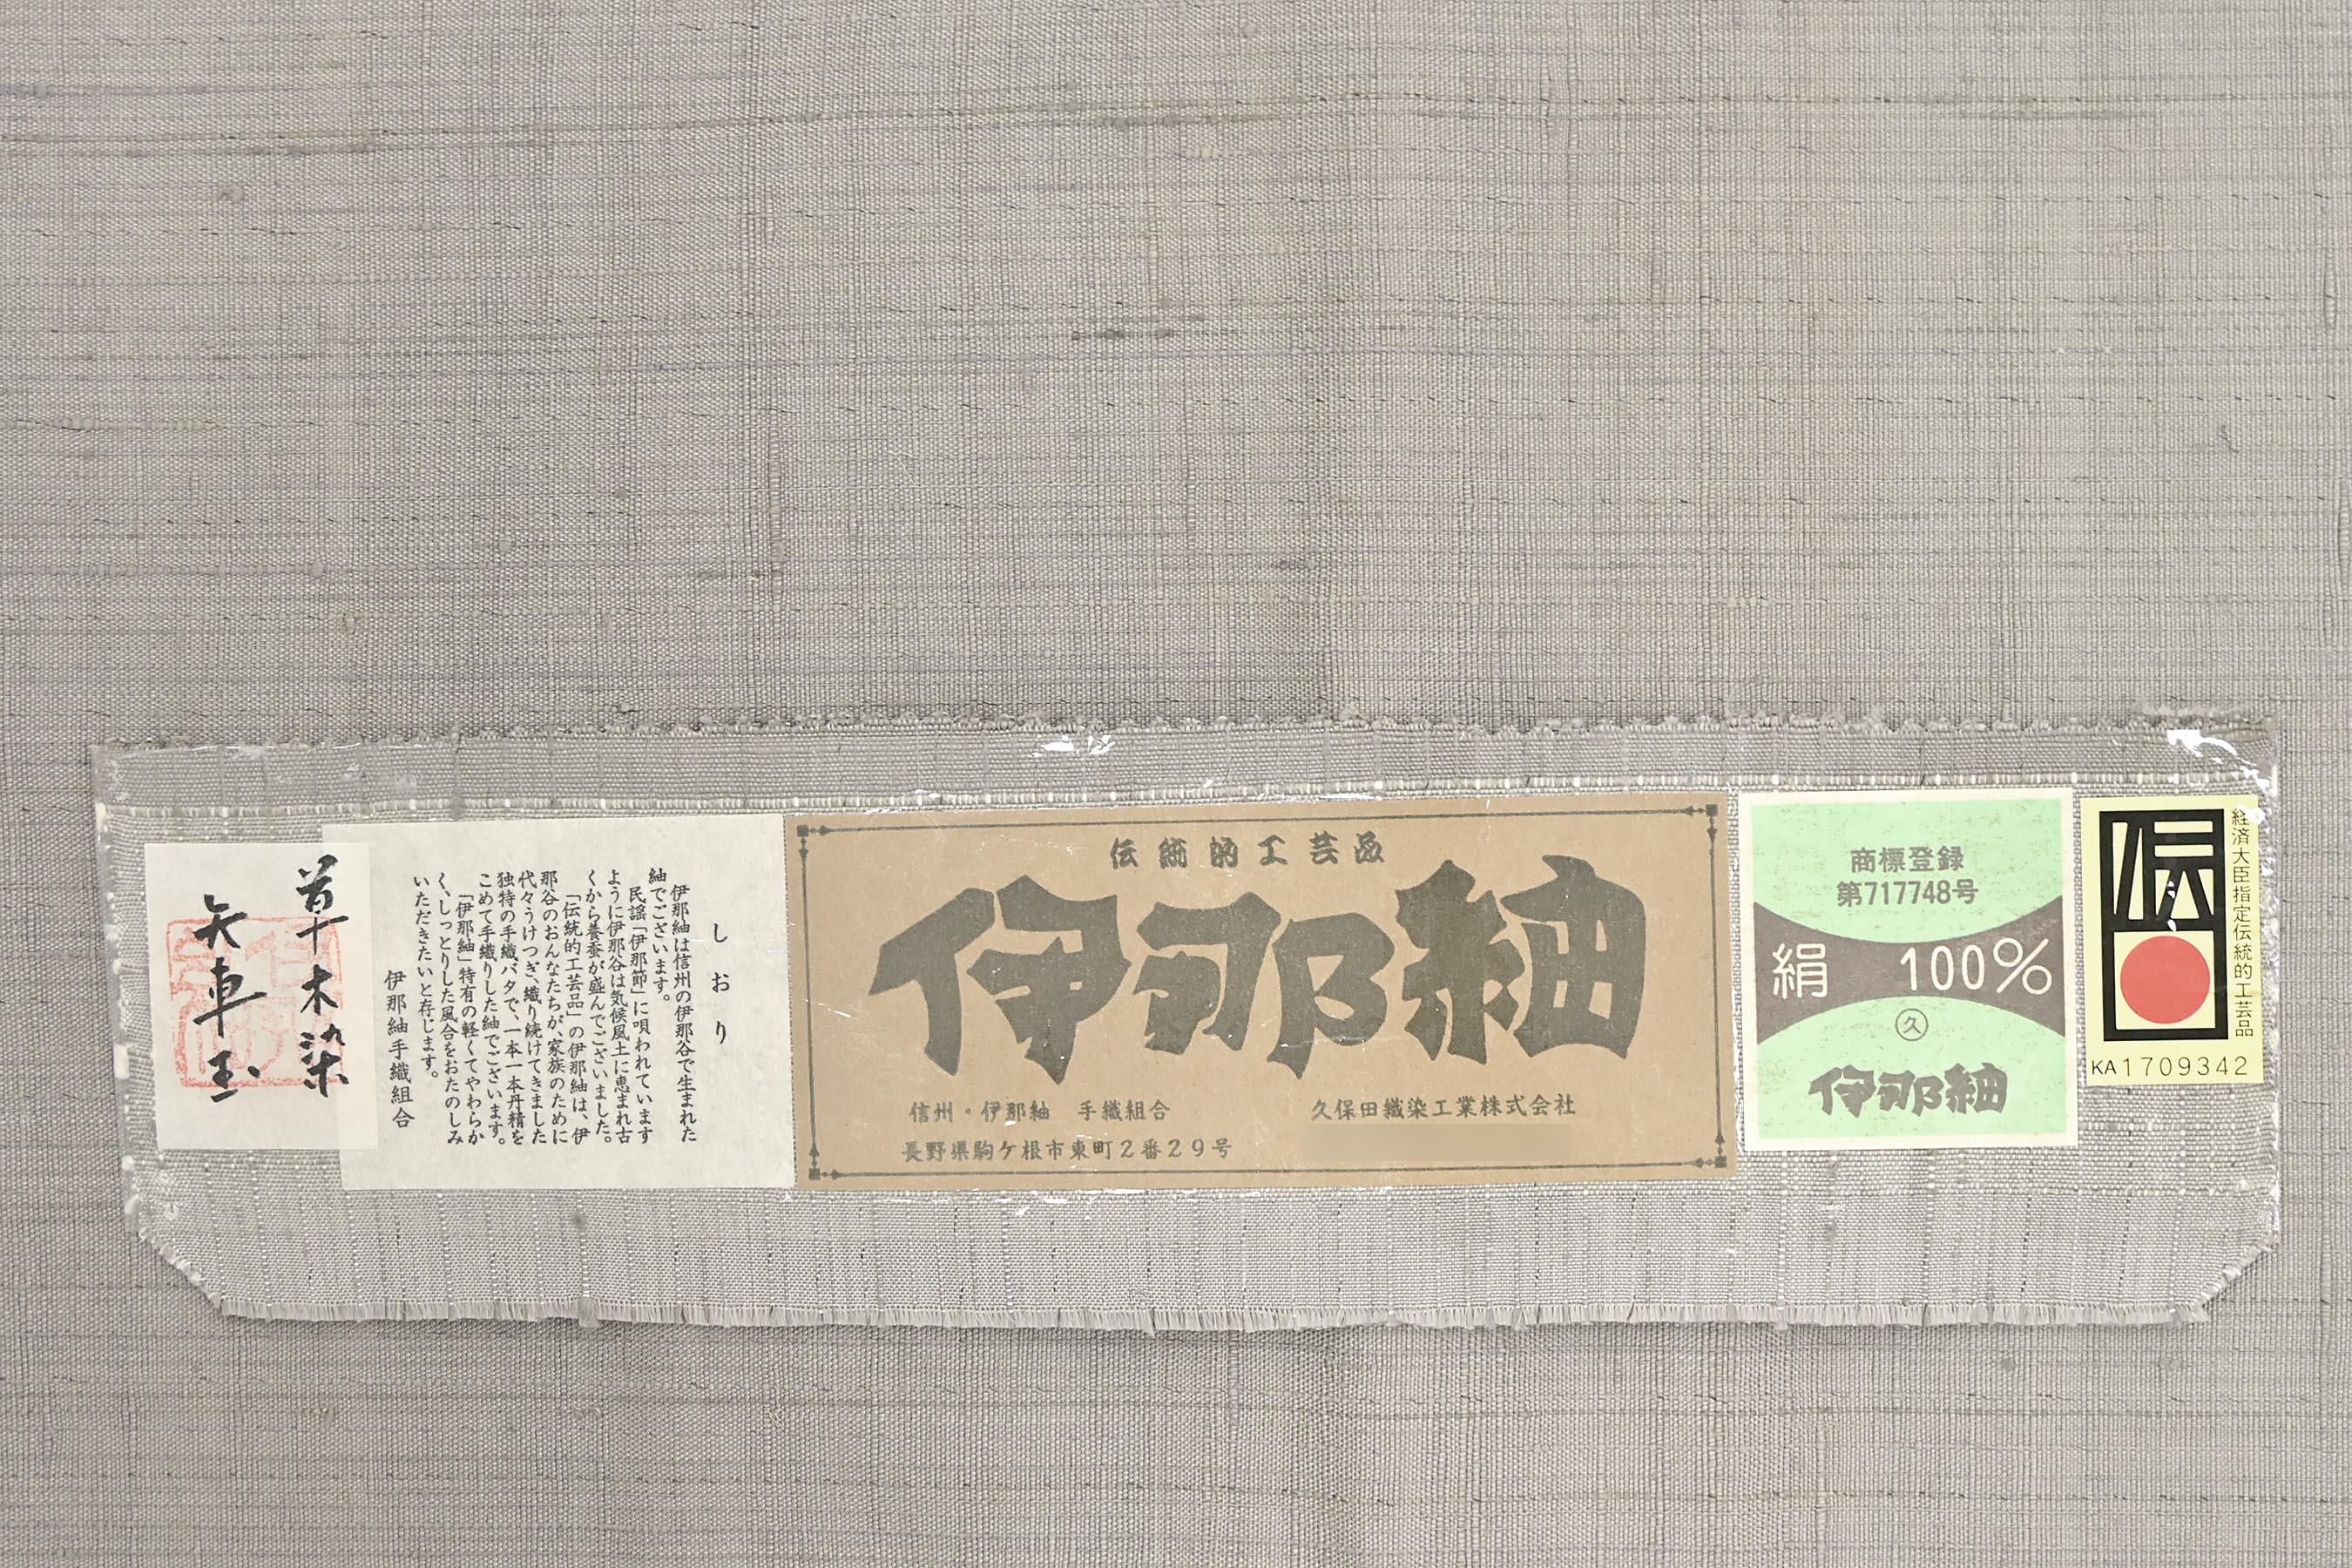 草木染
矢車玉
しおり
伊那紬は信州の伊那谷で生まれた
紬でございます。
民謡「伊那節」に唄われています
ように伊那谷は気候風土に恵まれ古
くから養蚕が盛んでございました。
「伝統的工芸品」の伊那紬は、伊
那谷のおんなたちが、家族のために
代々うけつぎ、織り続けてきました
独特の手織バタで、一本一本丹精を
こめて手織りした紬でございます。
「伊那紬」特有の軽くてやわらか
く、しっとりした風合をおたのしみ
いただきたいと存じます。
伊那紬手織組合
伝統的工芸品
伊那紬
信州・伊那紬 手織組合
長野県駒ケ根市東町2番29号
久保田織染工業株式会社
商標登録
第717748号
絹 100%
久
伊那紬
伝
経済大臣指定伝統的工芸品
KA1709342